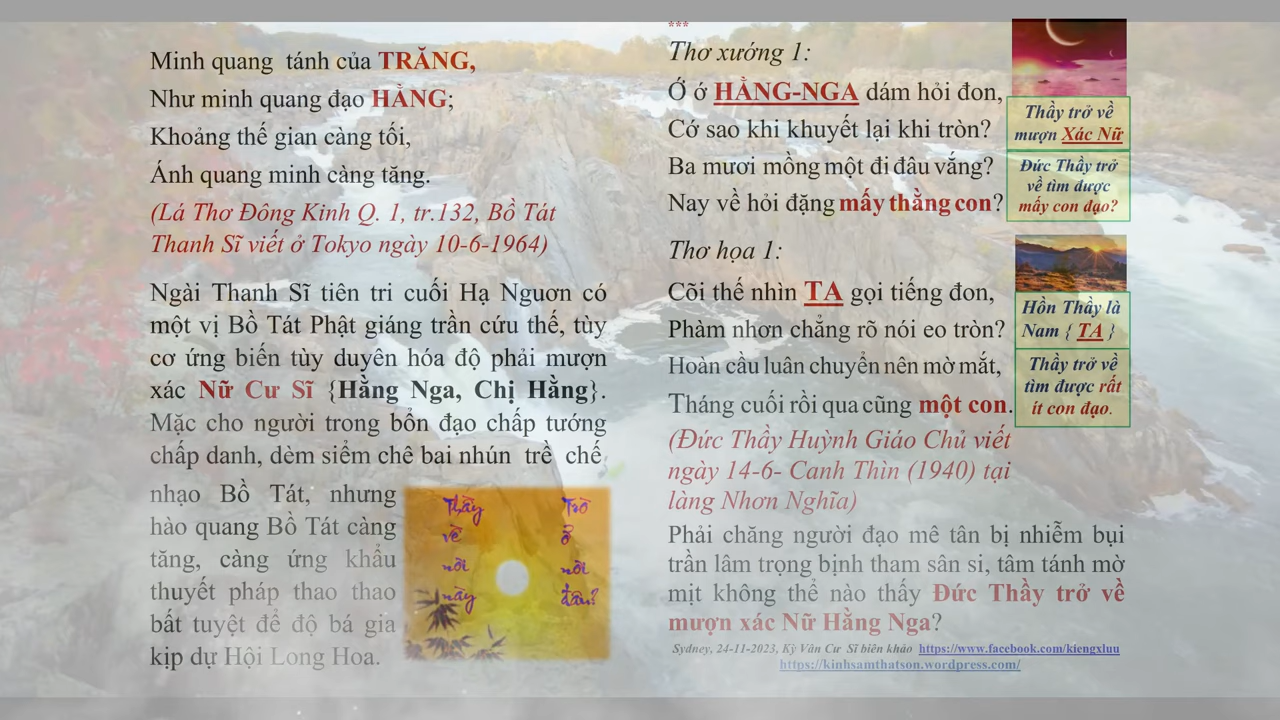 Minh quang tánh của TRĂNG,
Như minh quang đạo HẰNG;
Khoảng thế gian càng tối,
Ánh quang minh càng tăng.
(Lá Thơ Đông Kinh Q. 1, tr.132, Bồ Tát
Thanh Sĩ viết ở Tokyo ngày 10-6-1964)
Ngài Thanh Sĩ tiên tri cuối Hạ Nguơn có
một vị Bồ Tát Phật giáng trần cứu thế, tùy
cơ ứng biến tùy duyên hóa độ phải mượn
xác Nữ Cư Sĩ {Hằng Nga, Chị Hằng}.
Mặc cho người trong bổn đạo chấp tướng
chấp danh, dèm siểm chê bai nhún trề chế
nhạo Bồ Tát, nhưng
hào quang Bồ Tát càng
tăng, càng ứng khẩu
thuyết pháp thao thao
bất tuyệt để độ bá gia
kịp dự Hội Long Hoa.
Thầy
về
nơi
này
Trò
ở
nơi
đâu?
***
Thơ xướng 1:
Ớ ớ HẰNG-NGA dám hỏi đon,
Cớ sao khi khuyết lại khi tròn?
Ba mươi mồng một đi đâu vắng?
Nay về hỏi đặng mấy thằng con?
Thầy trở về
mượn Xác Nữ
Đức Thầy trở
về tìm được
mấy con đạo?
Thơ họa 1:
Cõi thế nhìn TA gọi tiếng đon,
Phàm nhơn chẳng rõ nói eo tròn?
Hoàn cầu luân chuyển nên mờ mắt,
Tháng cuối rồi qua cũng một con.
Hồn Thầy là
Nam { TA }
Thầy trở về
tìm được rất
ít con đạo.
(Đức Thầy Huỳnh Giáo Chủ viết
ngày 14-6- Canh Thìn (1940) tại
làng Nhơn Nghĩa)
Phải chăng người đạo mê tân bị nhiễm bụi
trần lâm trọng bịnh tham sân si, tâm tánh mờ
mịt không thể nào thấy Đức Thầy trở về
mượn xác Nữ Hằng Nga?
Sydney, 24-11-2023, Kỳ Vân Cư Sĩ biên khảo https://www.facebook.com/kiengxluu
https://kinhsamthatson.wordpress.com/